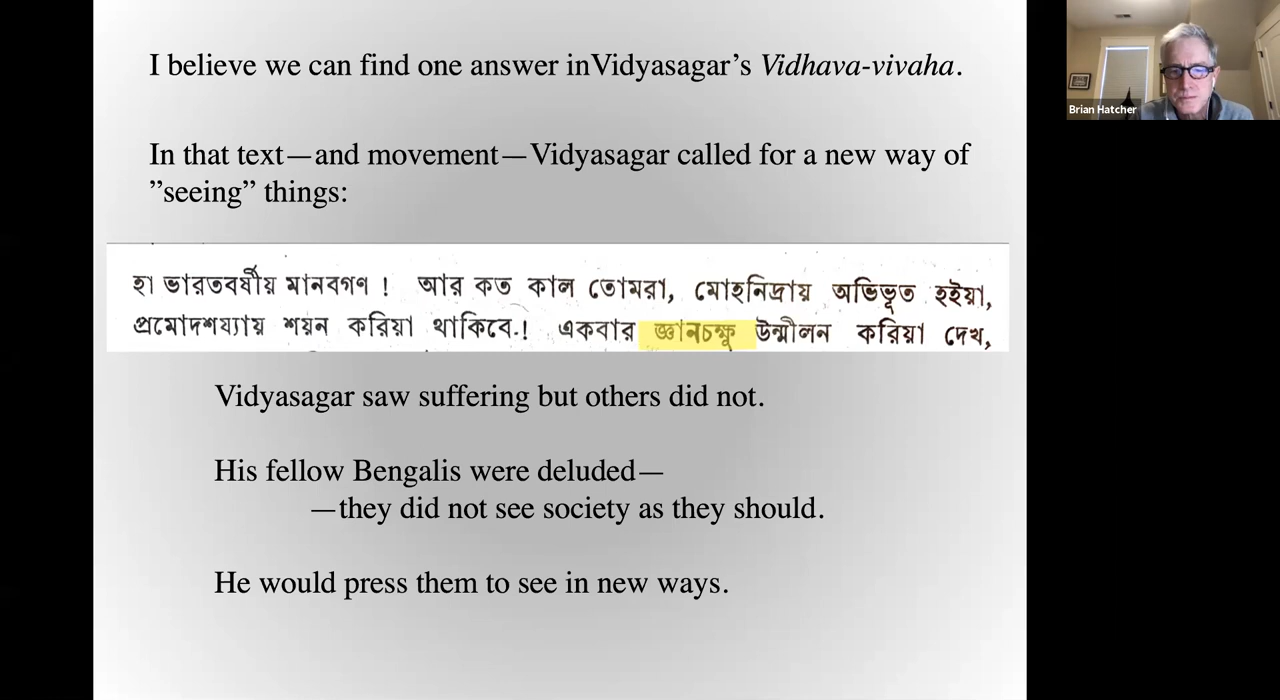 I believe we can find one answer inVidyasagar’s Vidhava-vivaha.
In that text—and movement—Vidyasagar called for a new way of
”seeing” things:
হা ভারতবর্ষীয় মানবগণ ! আর কত কাল তোমরা, মোহনিদ্রায় অভিভূত হইয়া,
প্রমোদশয্যায় শয়ন করিয়া থাকিবে.! একবার জ্ঞানচক্ষু উন্মীলন করিয়া দেখ,
Vidyasagar saw suffering but others did not.
His fellow Bengalis were deluded—
—they did not see society as they should.
He would press them to see in new ways.
Brian Hatcher